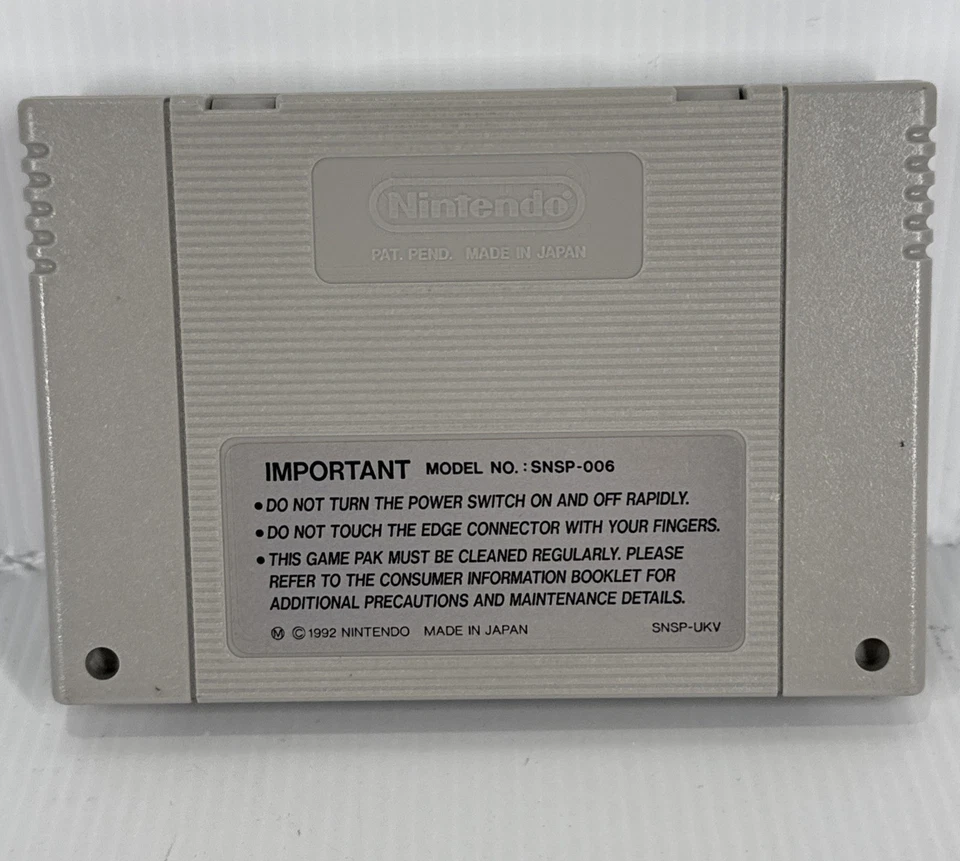 Nintendo®
PAT. PEND. MADE IN JAPAN
IMPORTANT MODEL NO. : SNSP-006
• DO NOT TURN THE POWER SWITCH ON AND OFF RAPIDLY.
• DO NOT TOUCH THE EDGE CONNECTOR WITH YOUR FINGERS.
• THIS GAME PAK MUST BE CLEANED REGULARLY. PLEASE
REFER TO THE CONSUMER INFORMATION BOOKLET FOR
ADDITIONAL PRECAUTIONS AND MAINTENANCE DETAILS.
Ⓜ © 1992 NINTENDO MADE IN JAPAN SNSP-UKV